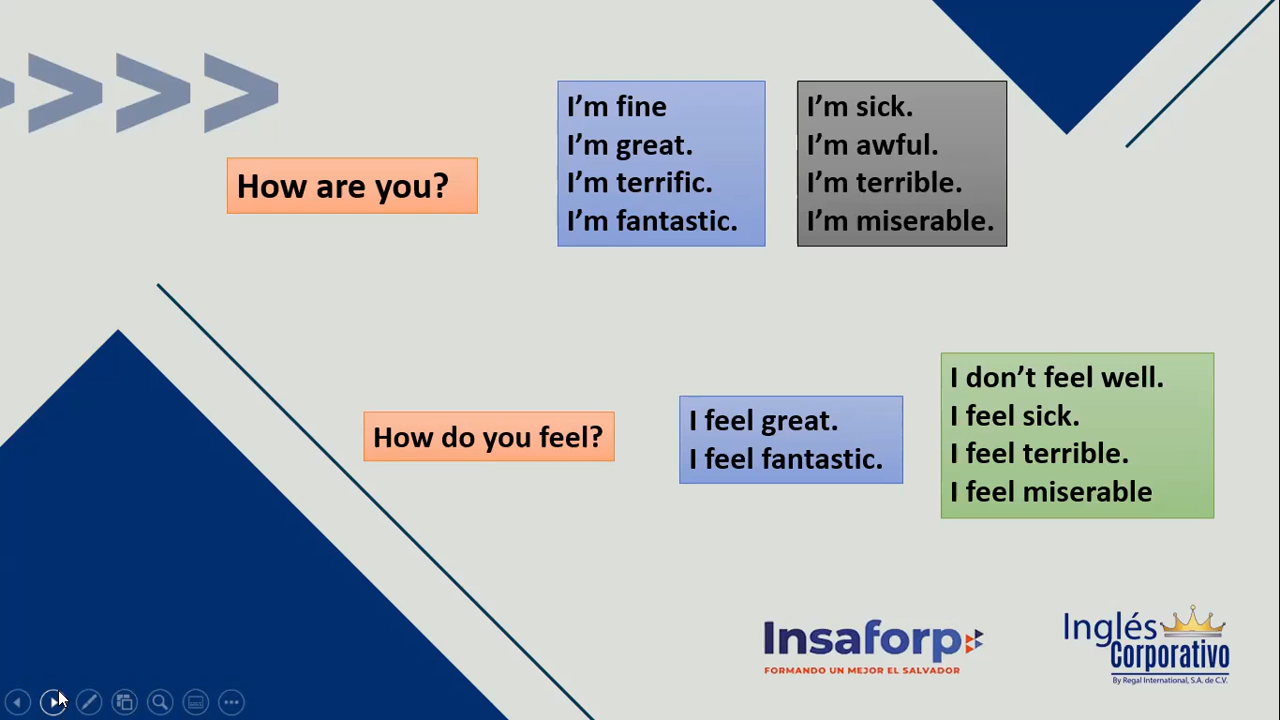 How are you?
I'm fine
I'm great.
I'm terrific.
I'm fantastic.
I'm sick.
I'm awful.
I'm terrible.
I'm miserable.
How do you feel?
I feel great.
I feel fantastic.
I don't feel well.
I feel sick.
I feel terrible.
I feel miserable
Insaforp
FORMANDO UN MEJOR EL SALVADOR
Inglés
Corporativo
By Regal International, S.A. de C.V.